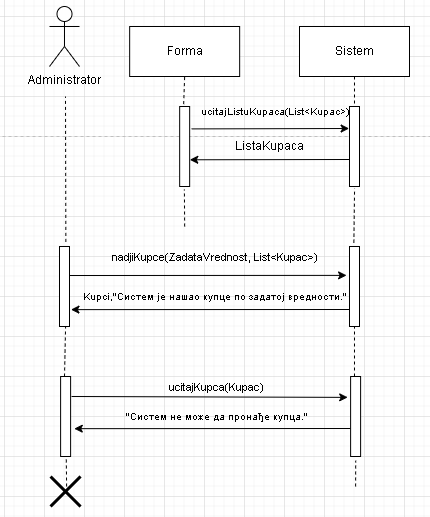 Administrator
Forma
Sistem
ucitajListuKupaca(List<Kupac>)
ListaKupaca
nadjiKupce(ZadataVrednost, List<Kupac>)
Kupci,"Систем је нашао купце по задатој вредности."
ucitajKupca(Kupac)
"Систем не може да пронађе купца."